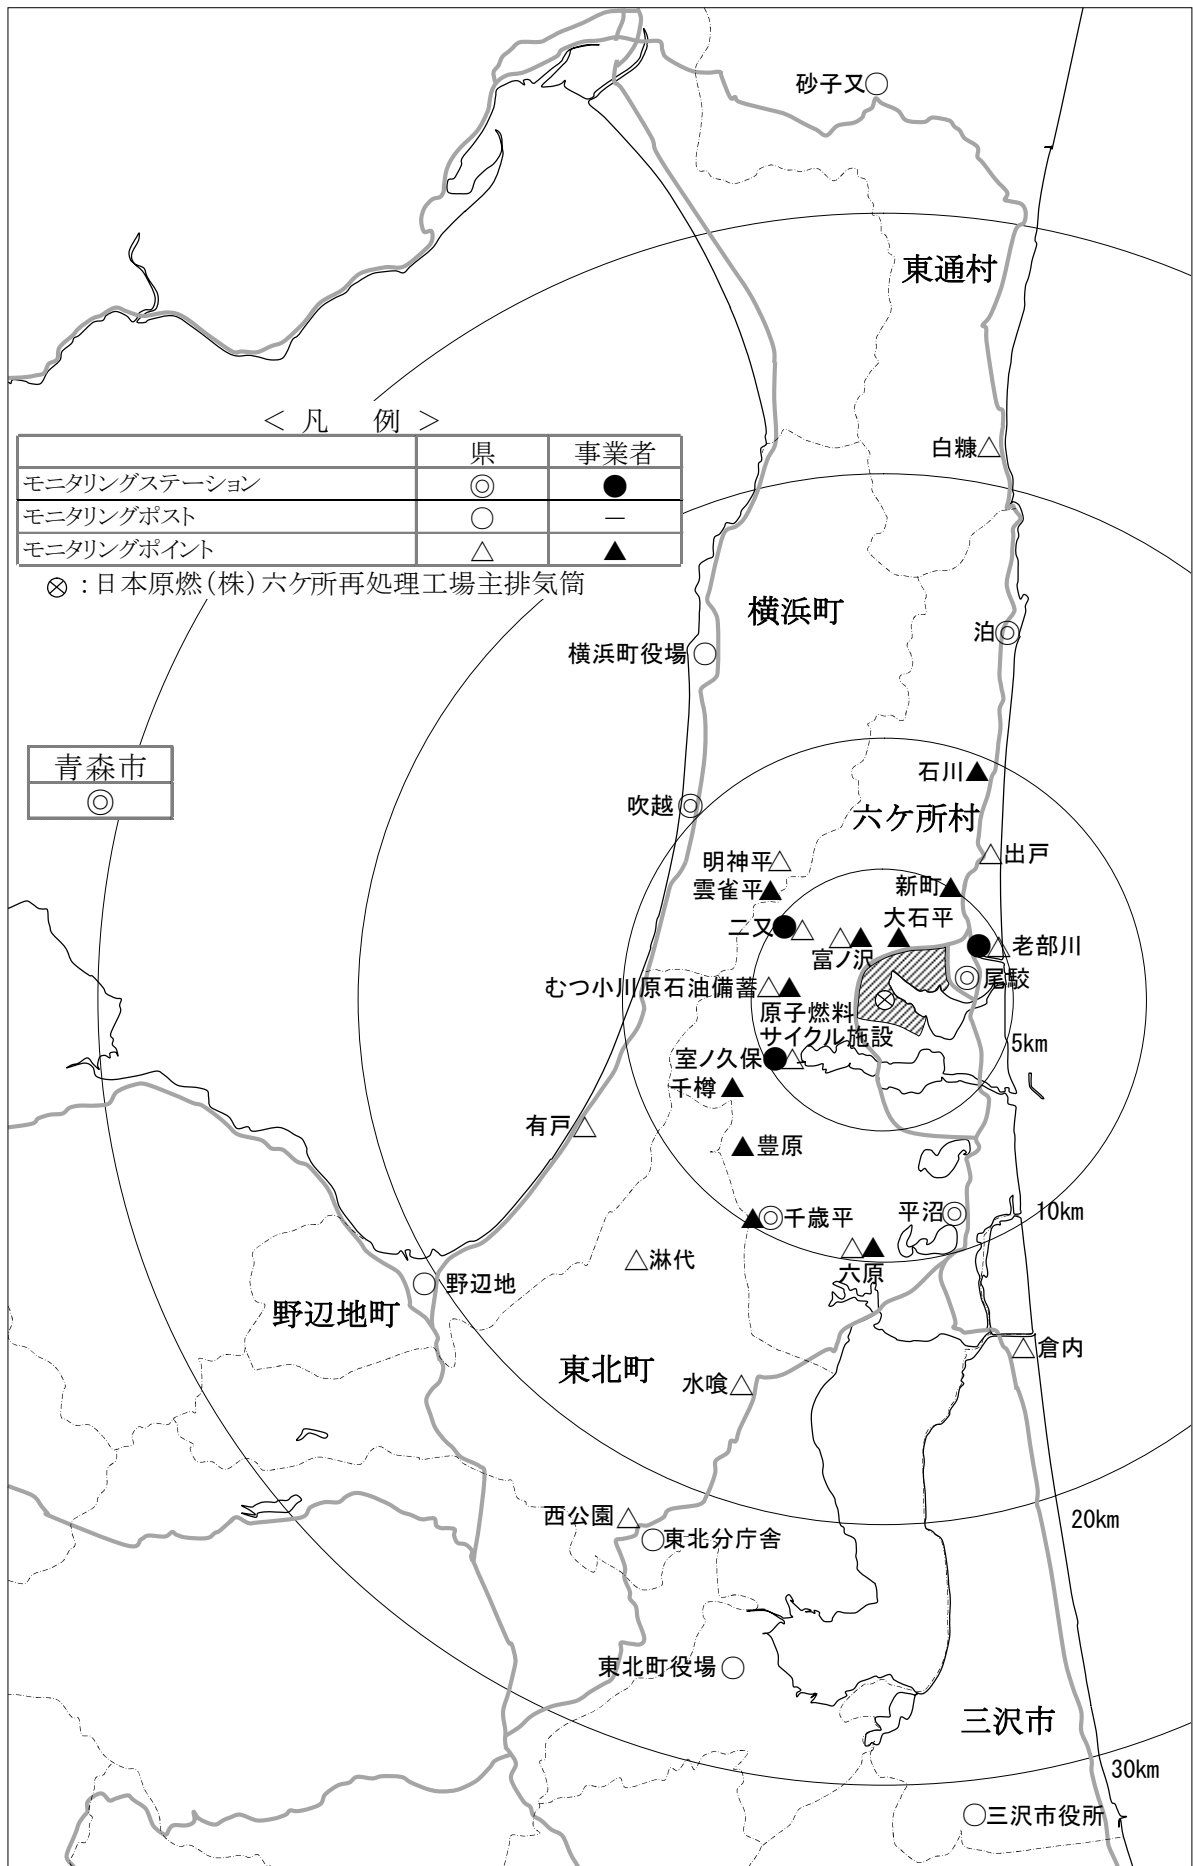 砂子又○
東通村
＜ 凡　例 ＞
県 事業者
白糠△
モニタリングステーション ◎ ●
モニタリングポスト ○ －
モニタリングポイント △ ▲
⊗：日本原燃(株)六ケ所再処理工場主排気筒
横浜町
泊◎
横浜町役場○
青森市
◎
石川▲
吹越◎
六ケ所村
明神平△
△出戸
雲雀平▲
新町▲
大石平
▲
二又●△
△▲
富ノ沢
●△老部川
◎尾駮
むつ小川原石油備蓄△▲
⊗
原子燃料
サイクル施設
5km
室ノ久保●△
千樽▲
有戸△
▲豊原
10km
▲◎千歳平
平沼◎
△淋代
△▲
六原
○野辺地
野辺地町
△倉内
東北町
水喰△
西公園△
20km
○東北分庁舎
東北町役場○
三沢市
30km
○三沢市役所